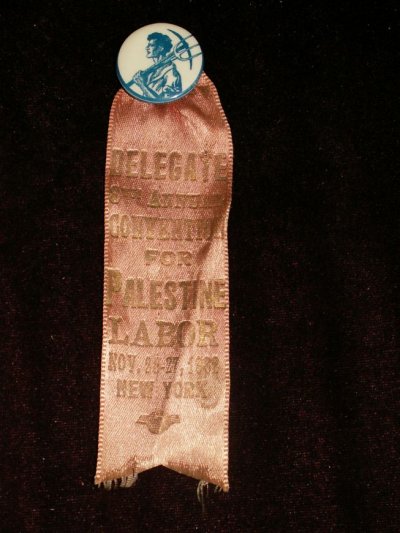 DELEGATE
ANNUAL
CONVENTION
FOR
PALESTINE
LABOR
NOV.
NEW YORK